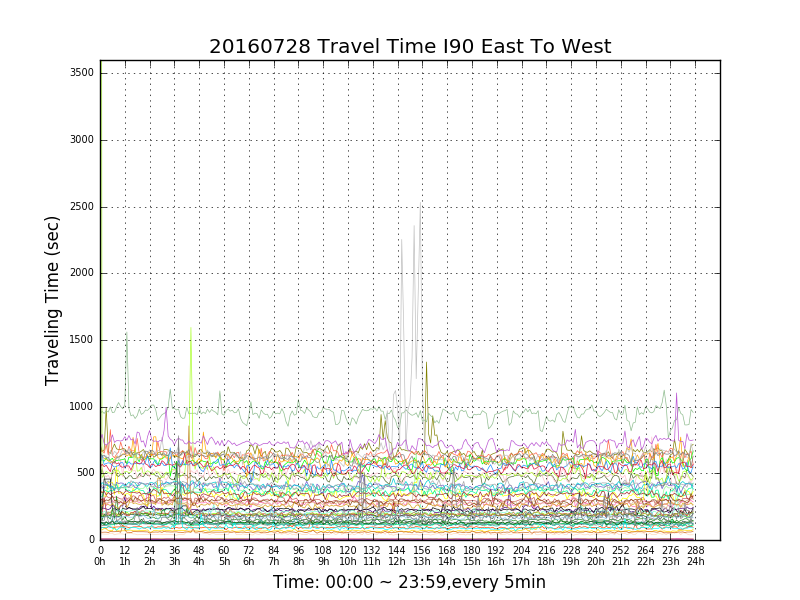 20160728 Travel Time I90 East To West
3500
3000
2500
2000
1500
1000
500
0
Traveling Time (sec)
0 12 24 36 48 60 72 84 96 108 120 132 144 156 168 180 192 204 216 228 240 252 264 276 288
0h 1h 2h 3h 4h 5h 6h 7h 8h 9h 10h 11h 12h 13h 14h 15h 16h 17h 18h 19h 20h 21h 22h 23h 24h
Time: 00:00 ~ 23:59,every 5min